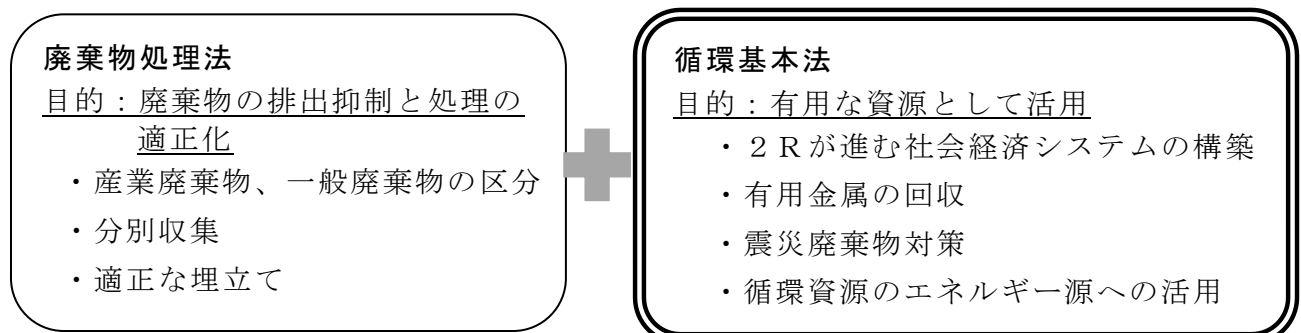 廃棄物処理法
目的：廃棄物の排出抑制と処理の
適正化
・産業廃棄物、一般廃棄物の区分
・分別収集
・適正な埋立て
循環基本法
目的：有用な資源として活用
・２Ｒが進む社会経済システムの構築
・有用金属の回収
・震災廃棄物対策
・循環資源のエネルギー源への活用